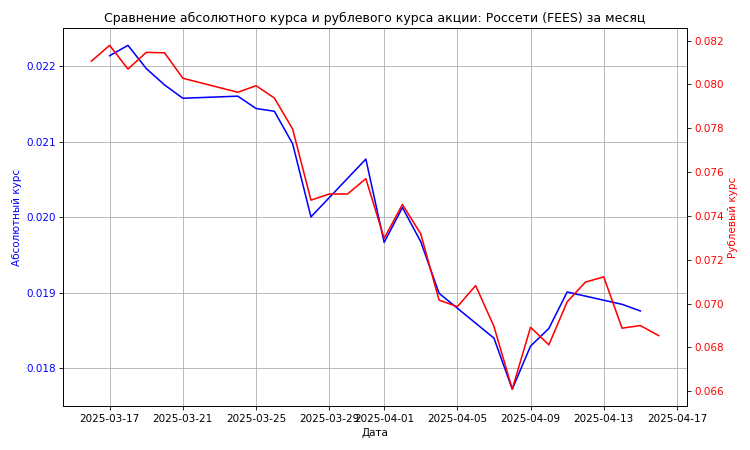 Сравнение абсолютного курса и рублевого курса акции: Россети (FEES) за месяц
Абсолютный курс
0.022
0.021
0.020
0.019
0.018
0.082
0.080
0.078
0.076
0.074
0.072
0.070
0.068
0.066
Рублевый курс
2025-03-17 2025-03-21 2025-03-25 2025-03-29 2025-04-01 2025-04-05 2025-04-09 2025-04-13 2025-04-17
Дата